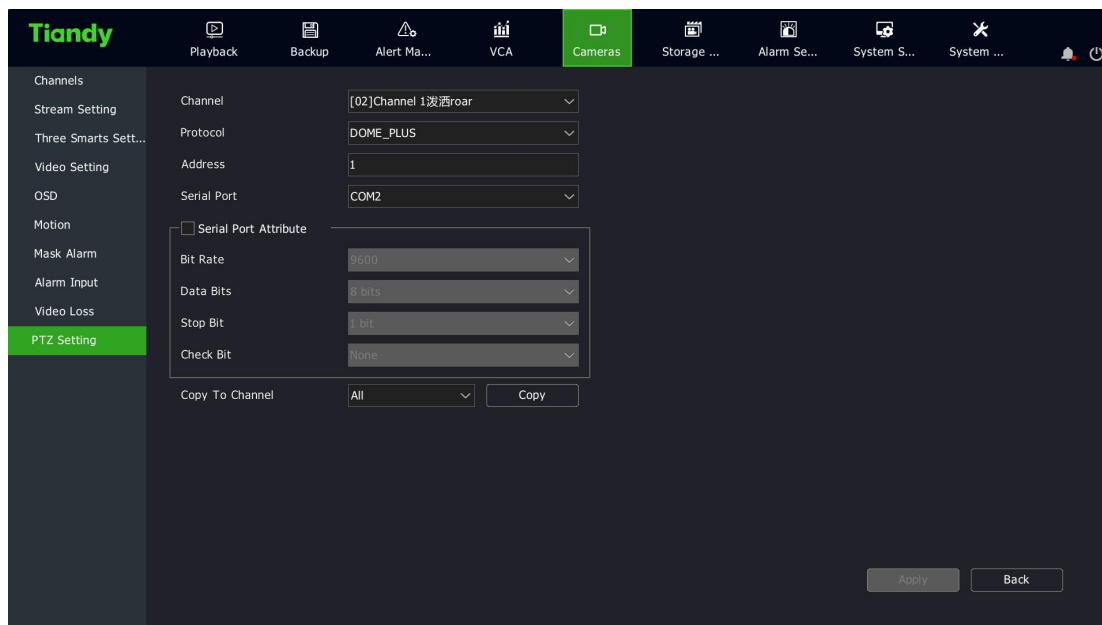 Tiandy
Playback
Backup
Alert Ma...
VCA
Cameras
Storage ...
Alarm Se...
System S...
System ...
Channels
Stream Setting
Three Smarts Sett...
Video Setting
OSD
Motion
Mask Alarm
Alarm Input
Video Loss
PTZ Setting
Channel [02]Channel 1泼洒roar
Protocol DOME_PLUS
Address 1
Serial Port COM2
Serial Port Attribute
Bit Rate 9600
Data Bits 8 bits
Stop Bit 1 bit
Check Bit None
Copy To Channel All Copy
Apply Back